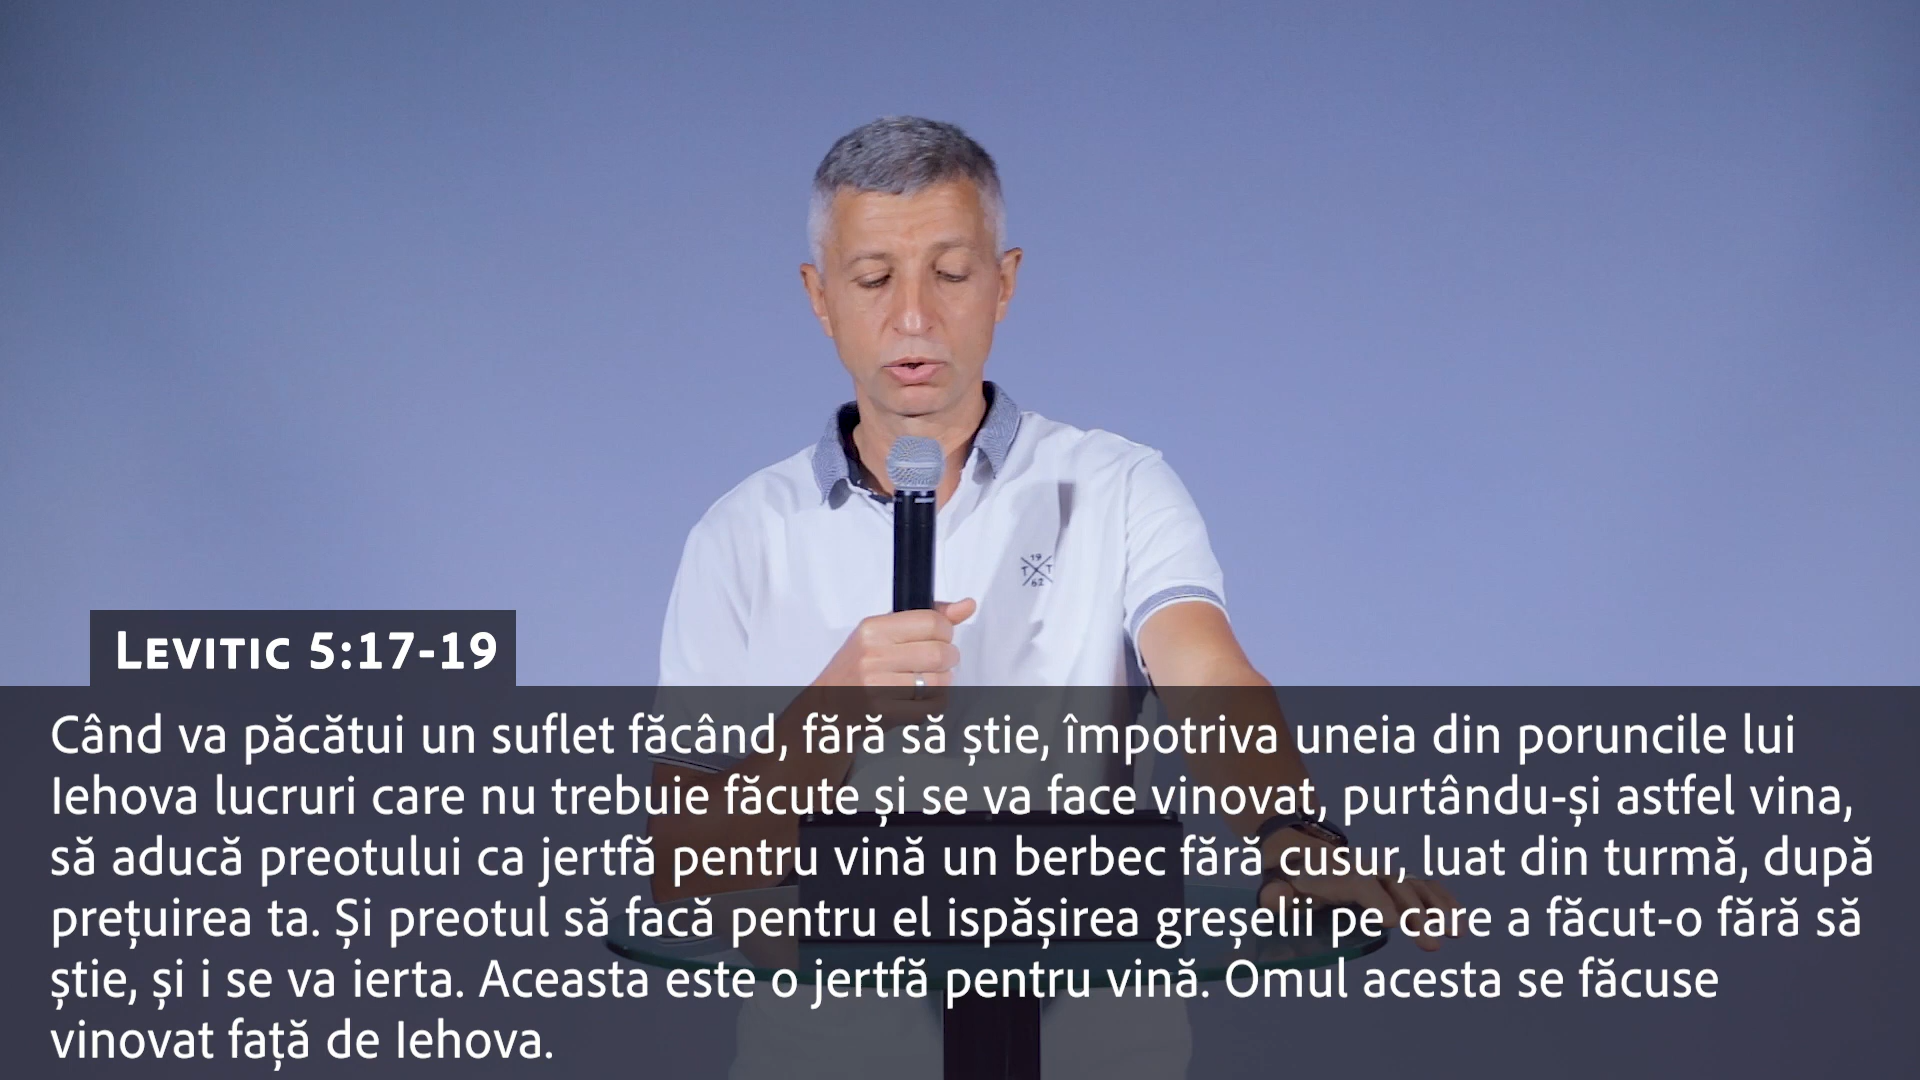 19
T T
62
LEVITIC 5:17-19
Când va păcătui un suflet făcând, fără să știe, împotriva uneia din poruncile lui
Iehova lucruri care nu trebuie făcute și se va face vinovat, purtându-și astfel vina,
să aducă preotului ca jertfă pentru vină un berbec fără cusur, luat din turmă, după
prețuirea ta. Și preotul să facă pentru el ispășirea greșelii pe care a făcut-o fără să
știe, și i se va ierta. Aceasta este o jertfă pentru vină. Omul acesta se făcuse
vinovat față de Iehova.